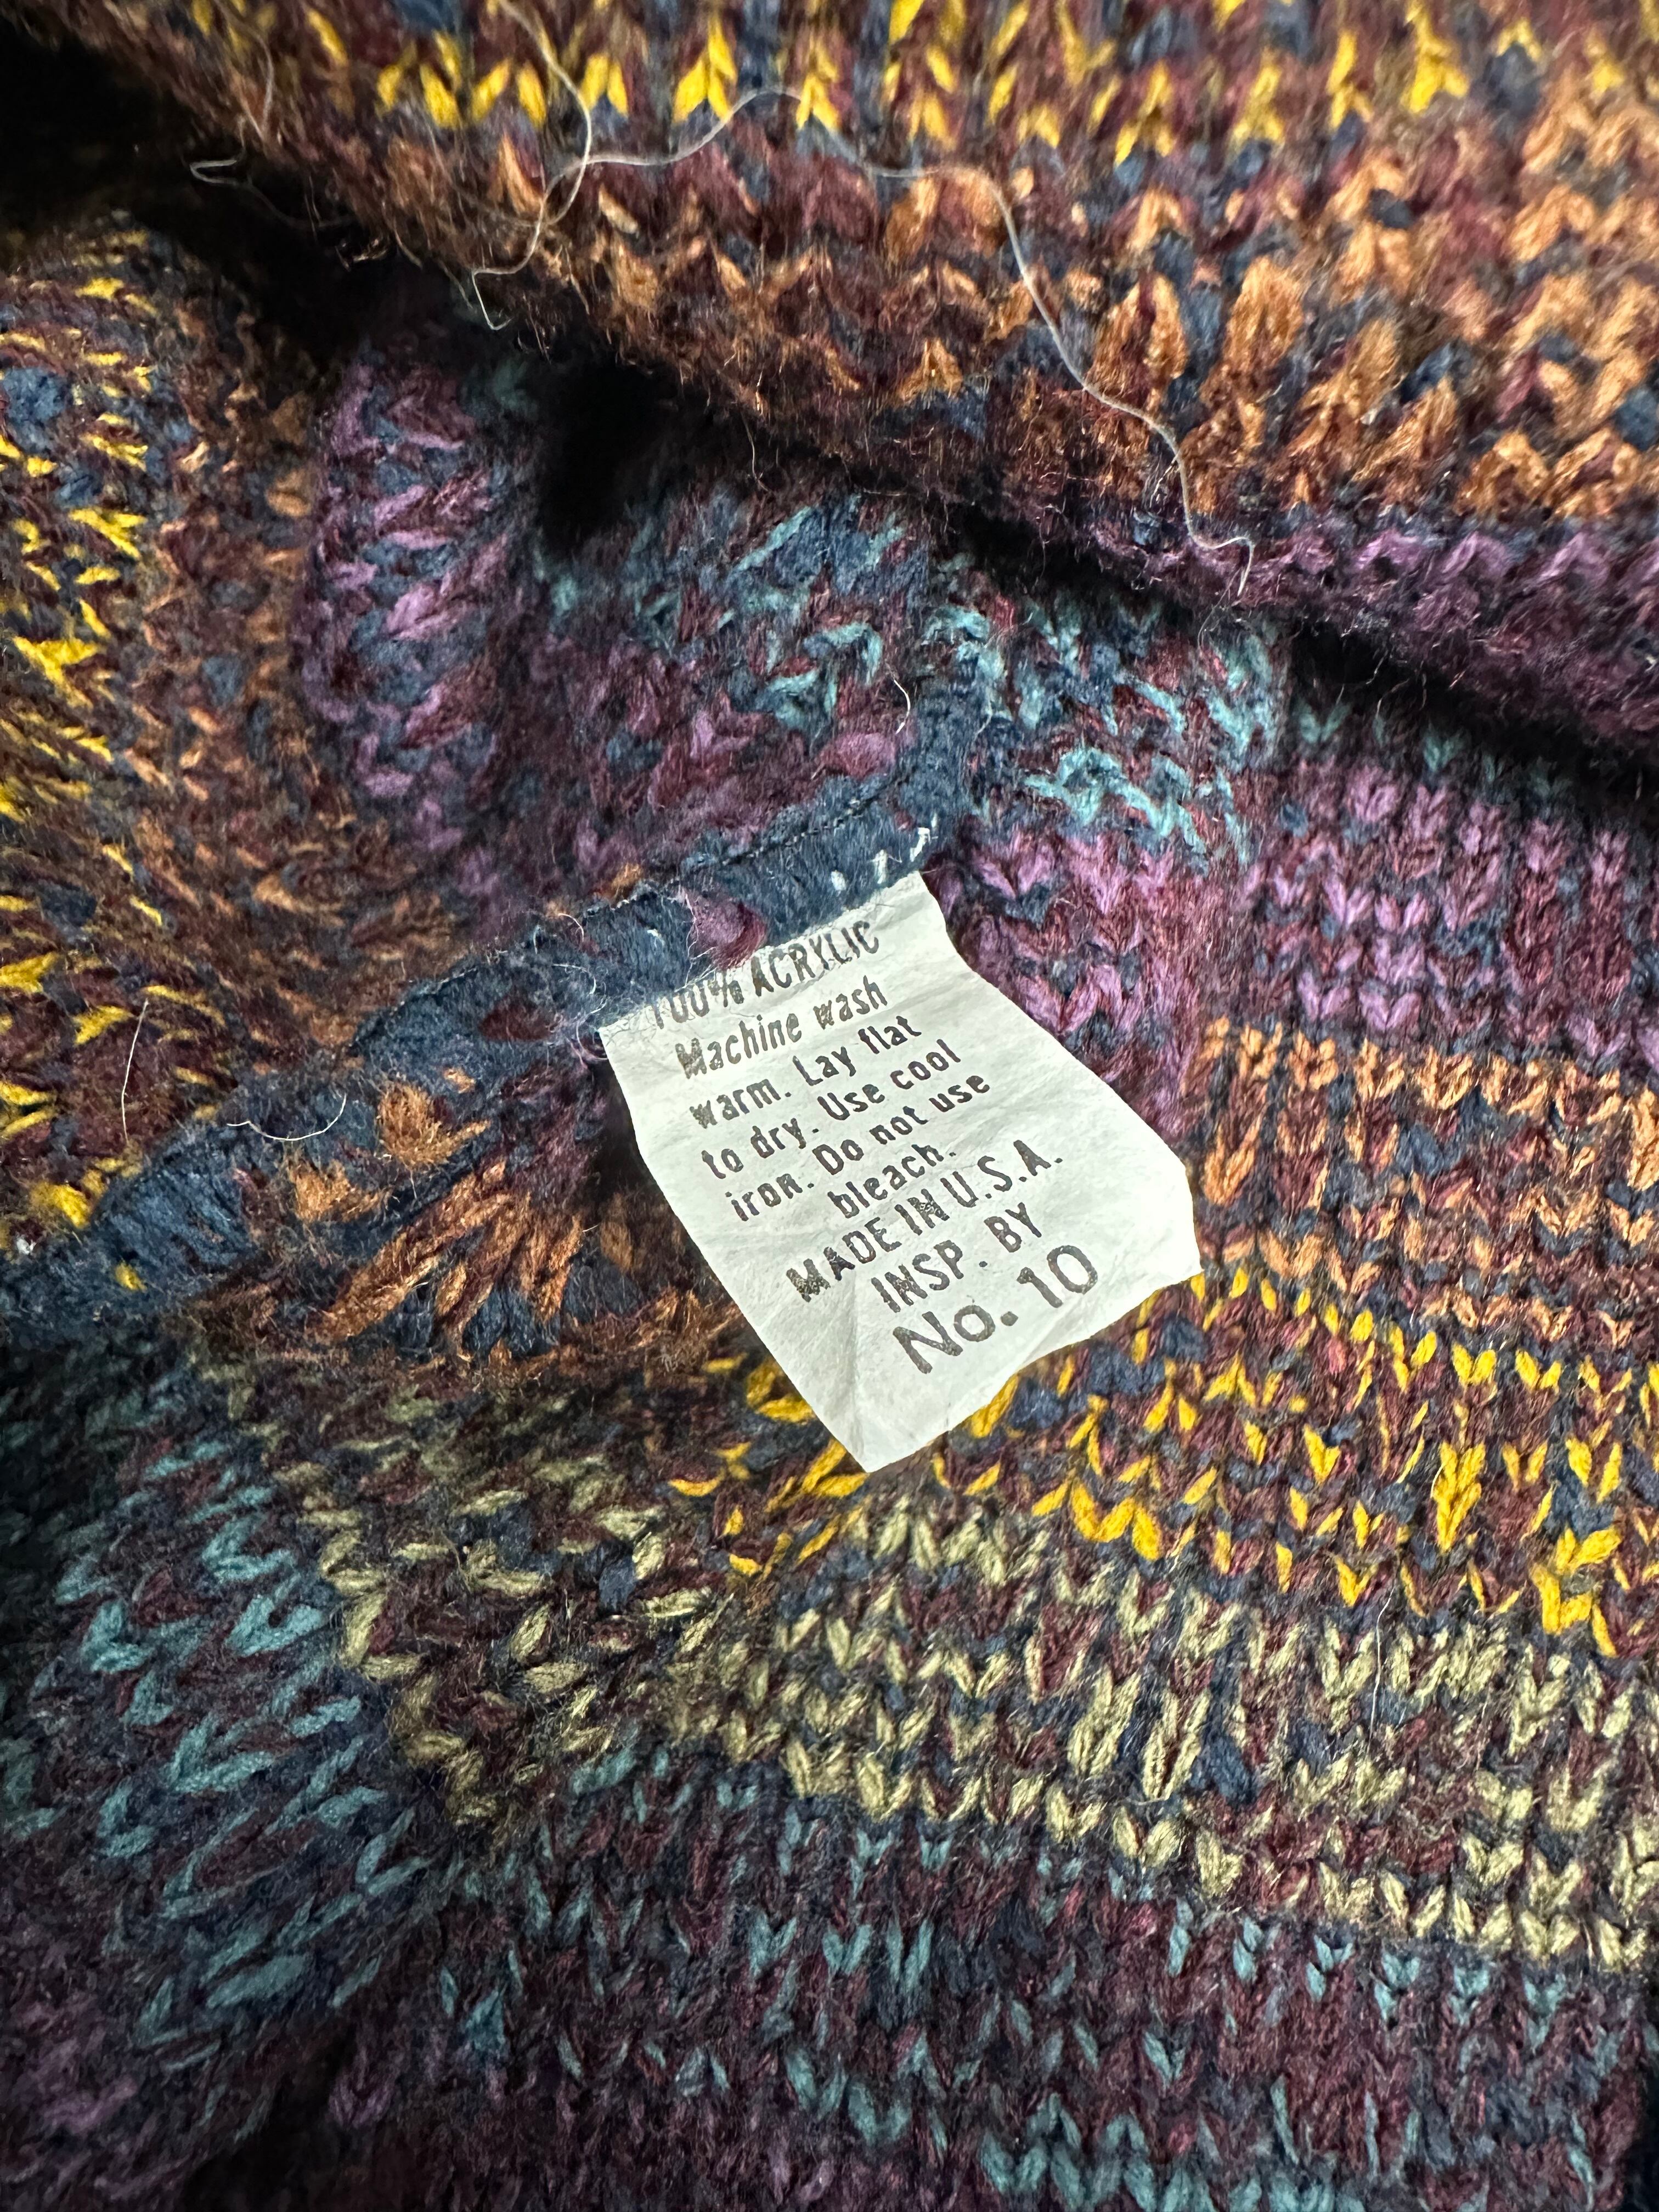 100% ACRYLIC
Machine wash
warm. Lay flat
to dry. Use cool
iron. Do not use
bleach.
MADE IN U.S.A.
INSP. BY
No. 10